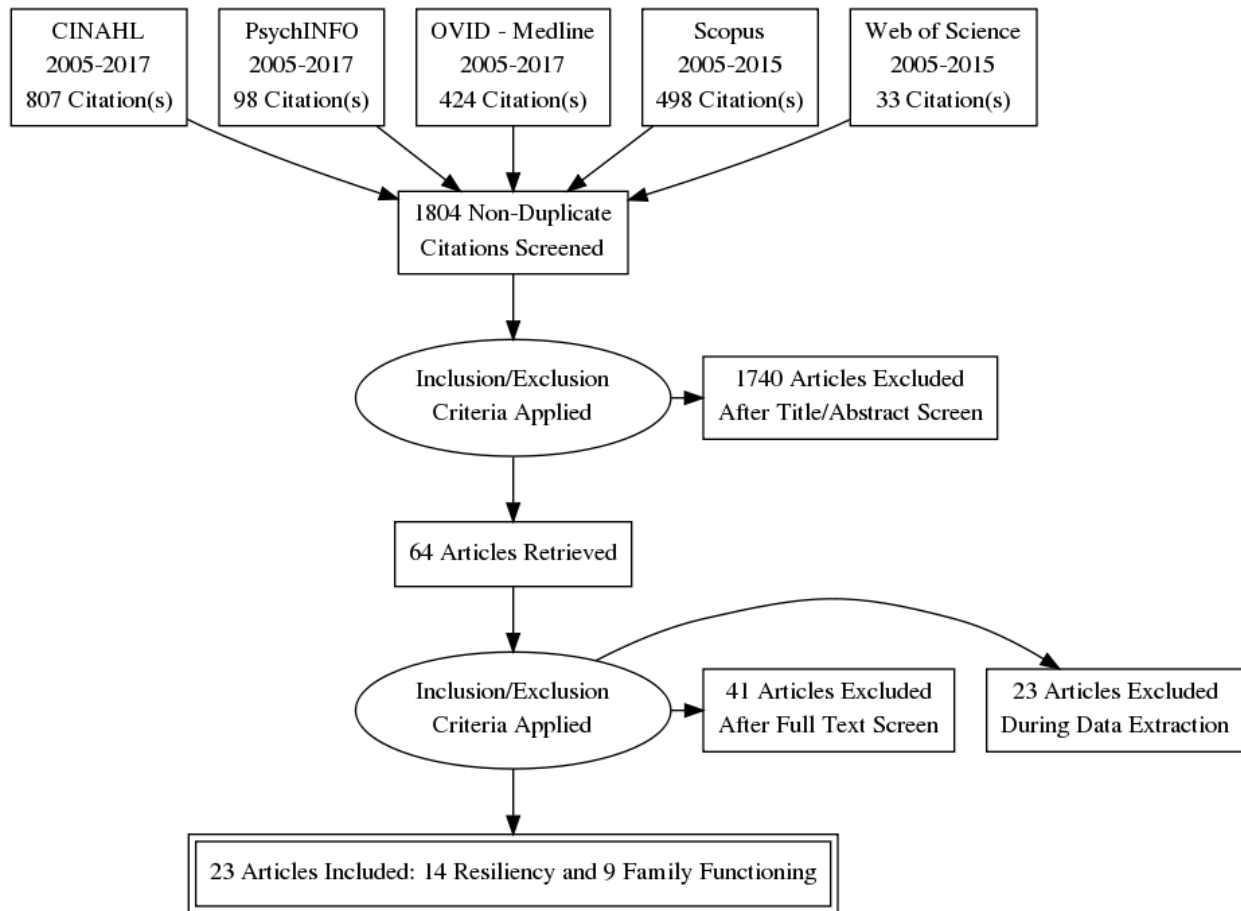 CINAHL
2005-2017
807 Citation(s)
PsychINFO
2005-2017
98 Citation(s)
OVID - Medline
2005-2017
424 Citation(s)
Scopus
2005-2015
498 Citation(s)
Web of Science
2005-2015
33 Citation(s)
1804 Non-Duplicate
Citations Screened
Inclusion/Exclusion
Criteria Applied
1740 Articles Excluded
After Title/Abstract Screen
64 Articles Retrieved
Inclusion/Exclusion
Criteria Applied
41 Articles Excluded
After Full Text Screen
23 Articles Excluded
During Data Extraction
23 Articles Included: 14 Resiliency and 9 Family Functioning